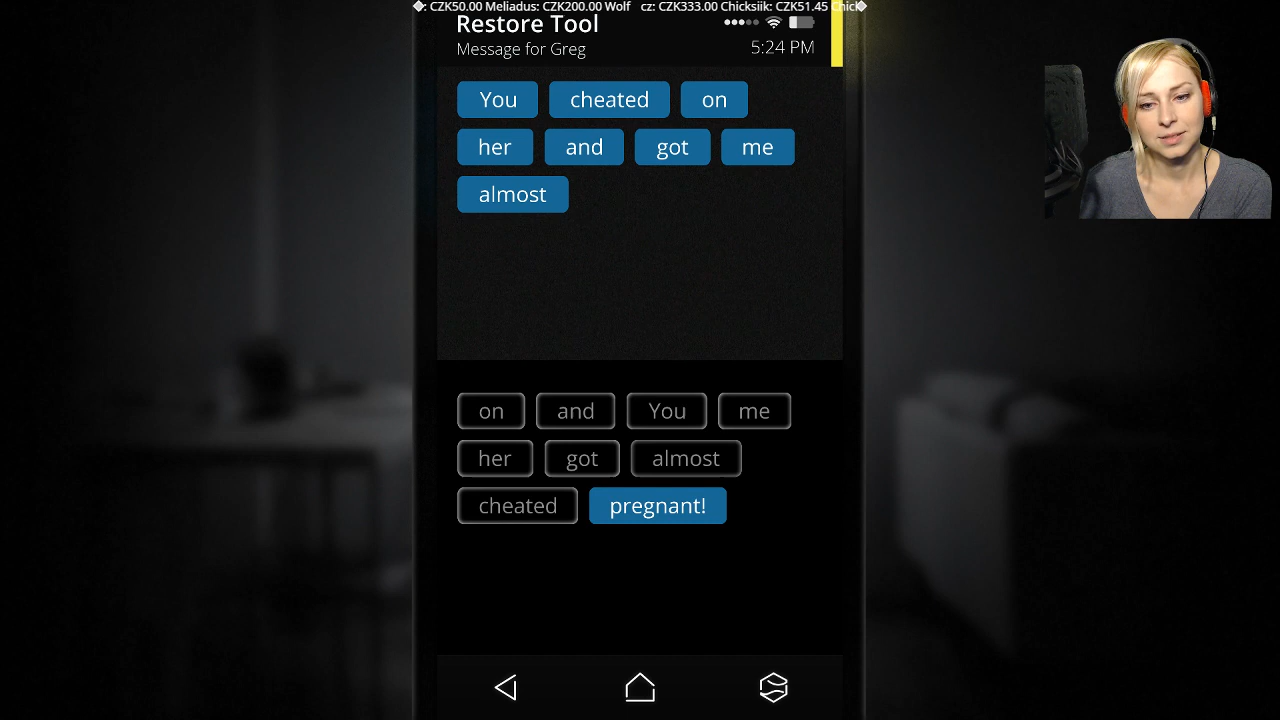 : CZK50.00 Meliadus: CZK200.00 Wolf cz: CZK333.00 Chicksiik: CZK51.45 Chick
Restore Tool
Message for Greg
5:24 PM
You cheated on
her and got me
almost
on and You me
her got almost
cheated pregnant!